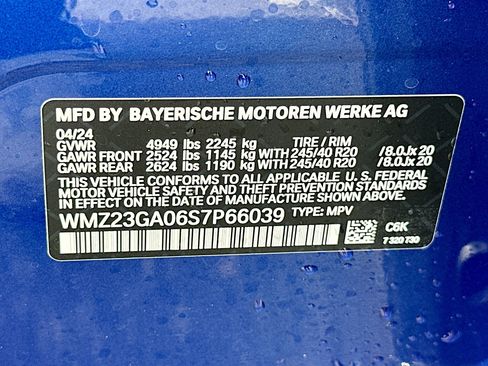 MFD BY BAYERISCHE MOTOREN WERKE AG
04/24
GVWR 4949 lbs 2245 kg TIRE / RIM
GAWR FRONT 2524 lbs 1145 kg WITH 245/40 R20 /8.0Jx20
GAWR REAR 2624 lbs 1190 kg WITH 245/40 R20 /8.0Jx20
THIS VEHICLE CONFORMS TO ALL APPLICABLE U.S. FEDERAL
MOTOR VEHICLE SAFETY AND THEFT PREVENTION STANDARDS
IN EFFECT ON THE DATE OF MANUFACTURE SHOWN ABOVE.
WMZ23GA06S7P66039 TYPE: MPV
C6K
7 320 730